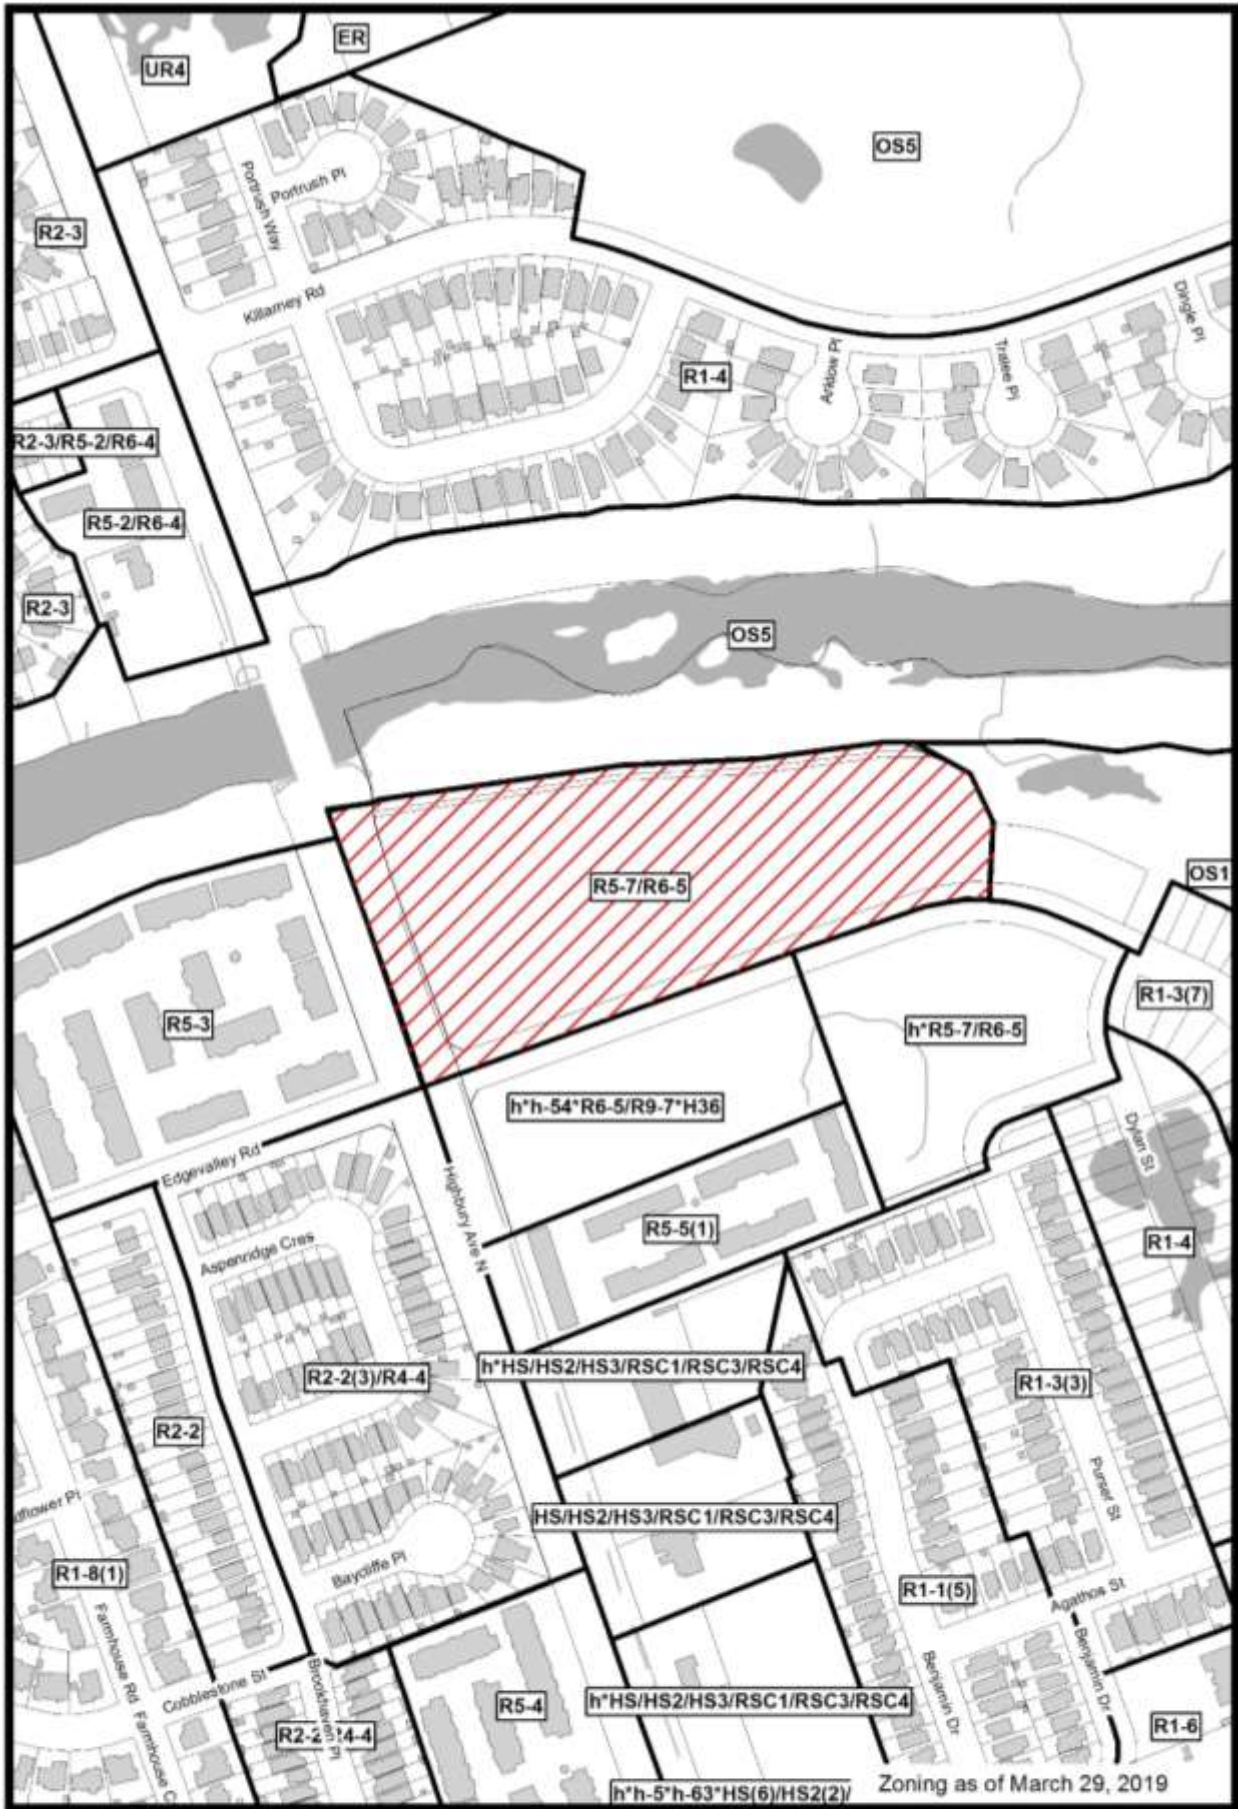 ER
UR4
OS5
Portrush Pl
Portrush Way
R2-3
Killarney Rd
Dingle Pl
Arklow Pl
Tralee Pl
R1-4
R2-3/R5-2/R6-4
R5-2/R6-4
R2-3
OS5
R5-7/R6-5
OS1
R1-3(7)
R5-3
h*R5-7/R6-5
h*h-54*R6-5/R9-7*H36
Dylan St
Edgevalley Rd
Highbury Ave N
R5-5(1)
R1-4
Aspenridge Cres
h*HS/HS2/HS3/RSC1/RSC3/RSC4
R2-2(3)/R4-4
R1-3(3)
R2-2
Purser St
HS/HS2/HS3/RSC1/RSC3/RSC4
Baycliffe Pl
R1-8(1)
R1-1(5)
Agathos St
Farmhouse Rd
Cobblestone St
Brookhaven Pl
Benjamin Dr
Benjamin Dr
R5-4
h*HS/HS2/HS3/RSC1/RSC3/RSC4
R1-6
Farmhouse C
h*h-5*h-63*HS(6)/HS2(2)/
Zoning as of March 29, 2019